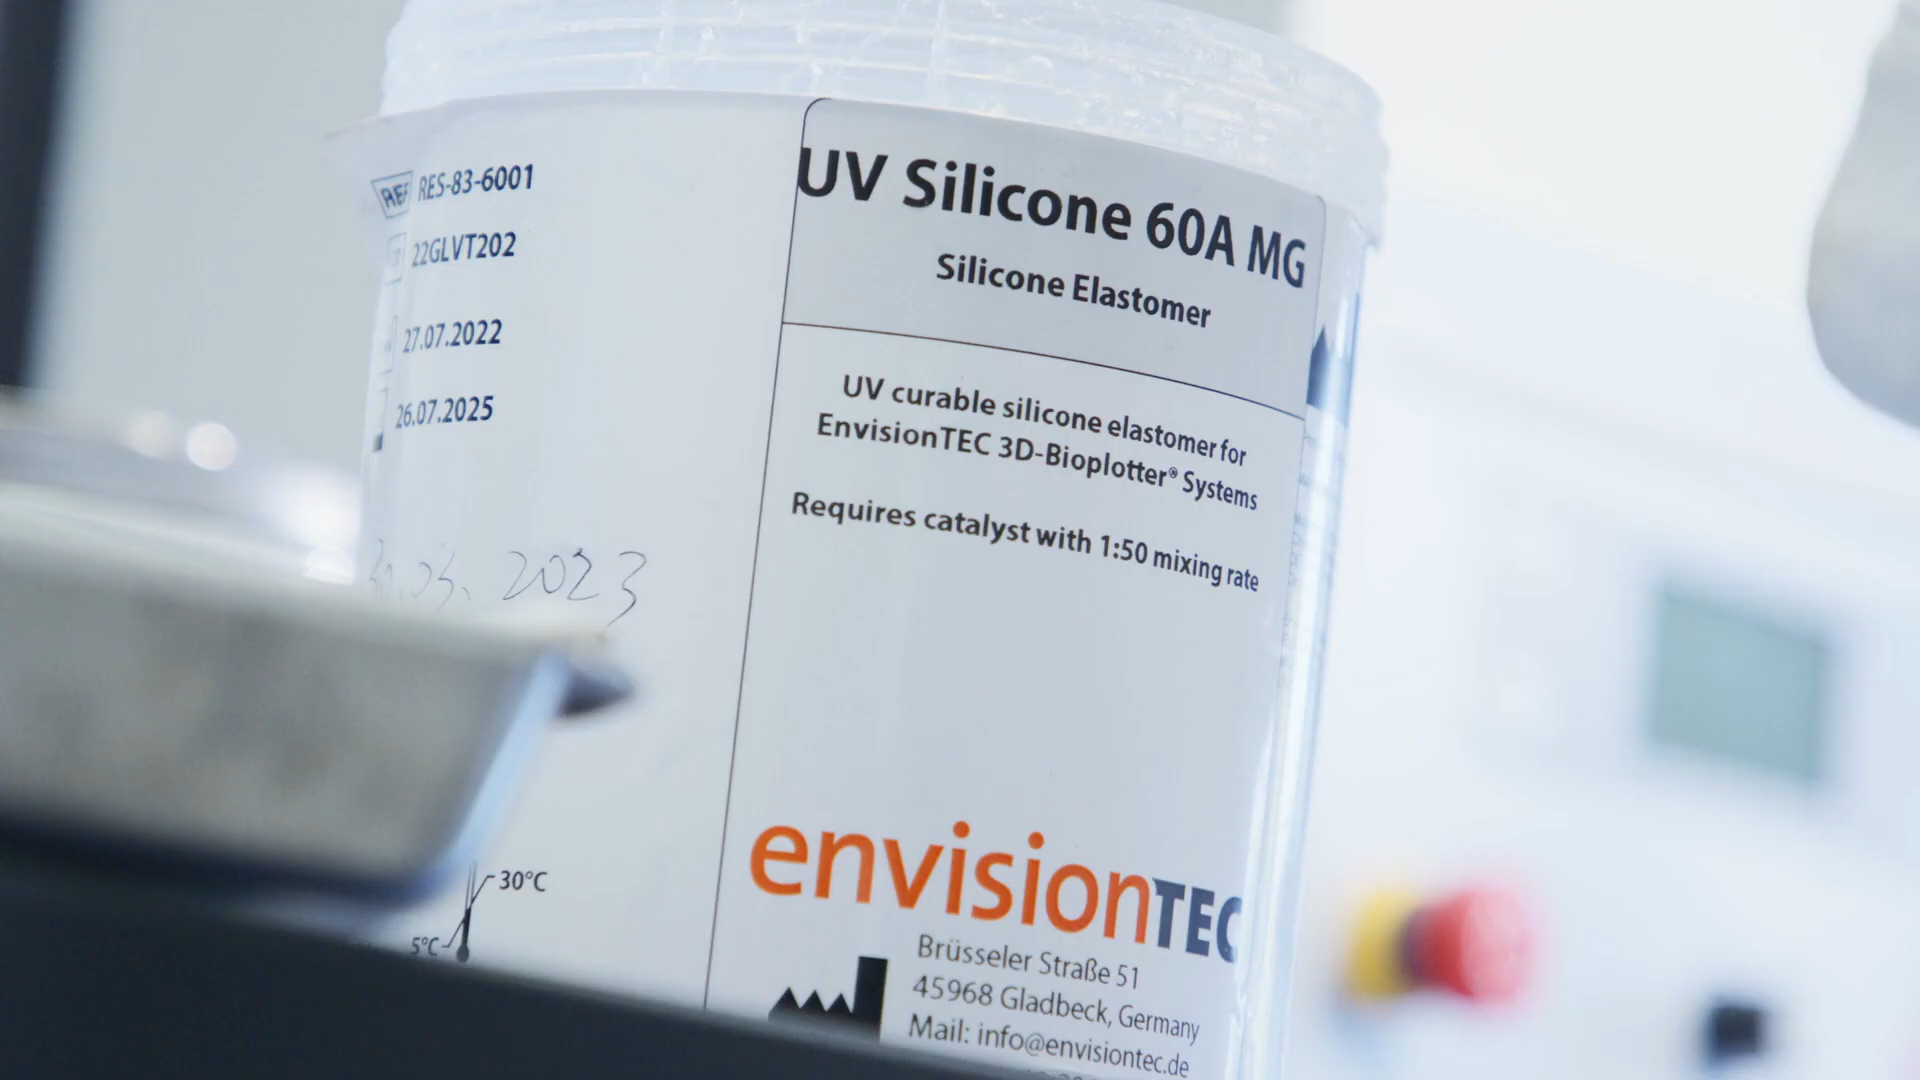 REF RES-83-6001
22GLVT202
27.07.2022
26.07.2025
2023
30°C
5°C
UV Silicone 60A MG
Silicone Elastomer
UV curable silicone elastomer for
EnvisionTEC 3D-Bioplotter® Systems
Requires catalyst with 1:50 mixing rate
envisionTEC
Brüsseler Straße 51
45968 Gladbeck, Germany
Mail: info@envisiontec.de